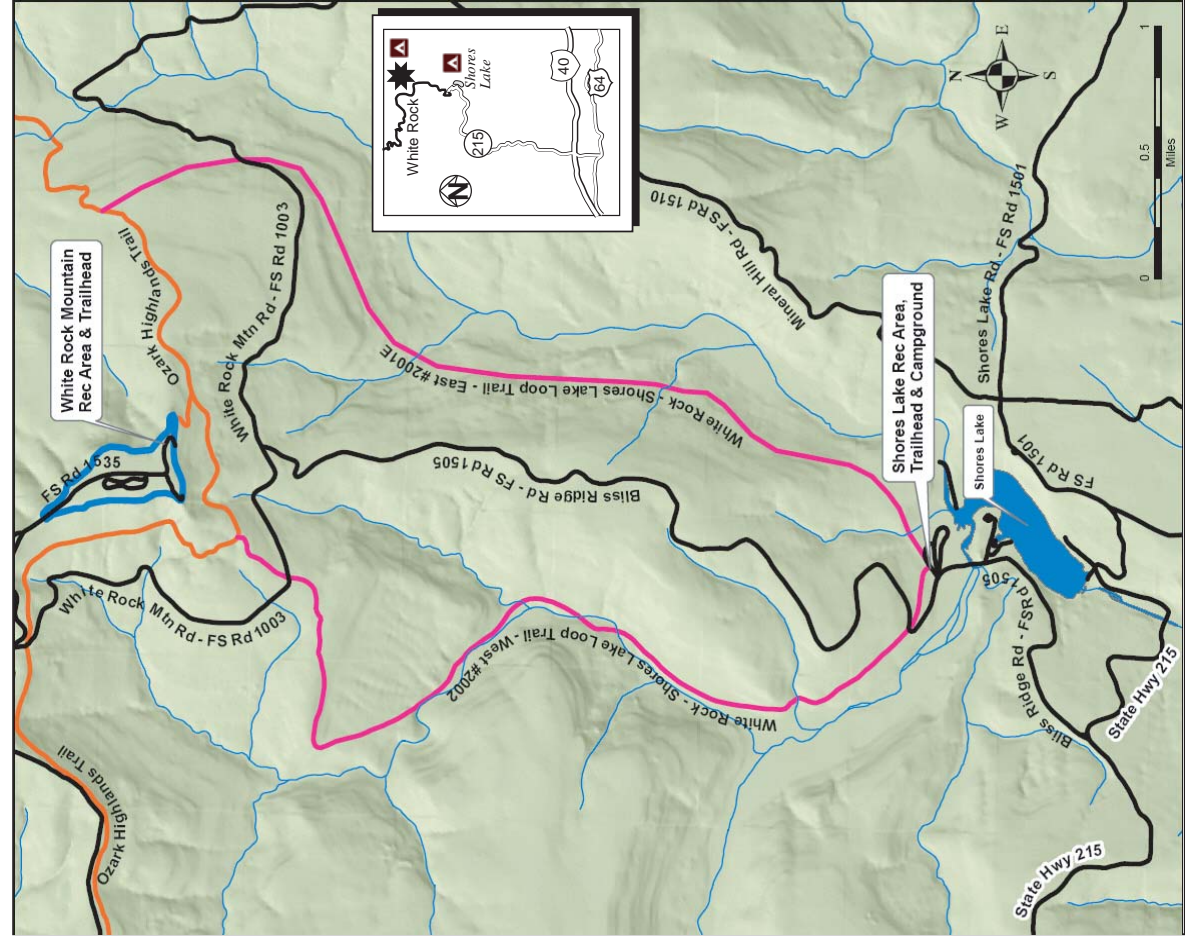 White Rock Mountain
Rec Area & Trailhead
FS Rd 1535
Ozark Highlands Trail
White Rock Mtn Rd - FS Rd 1003
White Rock Mtn Rd - FS Rd 1003
Ozark Highlands Trail
Ozark Highlands Trail
White Rock
Shores
Lake
215
40
64
N
N
E
S
W
0
0.5
1
Miles
Mineral Hill Rd - FS Rd 1510
Shores Lake Rd - FS Rd 1501
White Rock - Shores Lake Loop Trail - East #2001E
Bliss Ridge Rd - FS Rd 1505
White Rock - Shores Lake Loop Trail - West #2002
Shores Lake Rec Area,
Trailhead & Campground
Shores Lake
FS Rd 1501
Bliss Ridge Rd - FSRd 1505
State Hwy 215
State Hwy 215